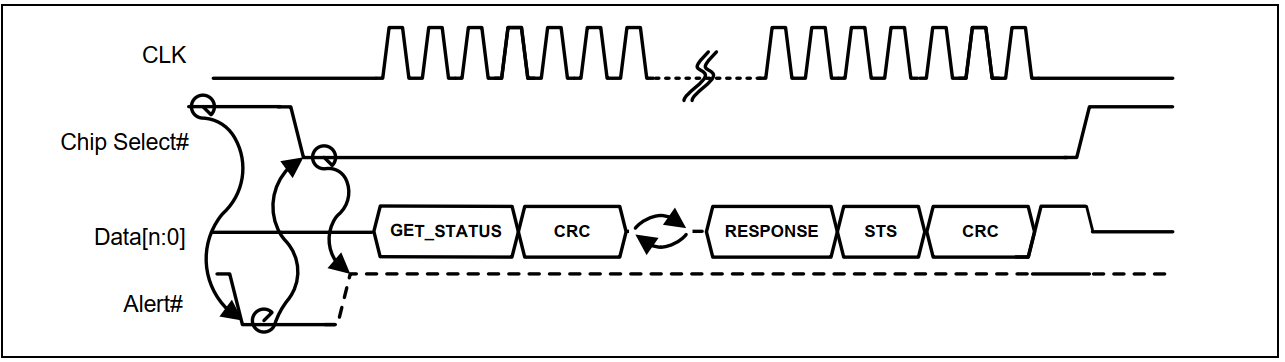 CLK
Chip Select#
Data[n:0]
GET_STATUS CRC RESPONSE STS CRC
Alert#